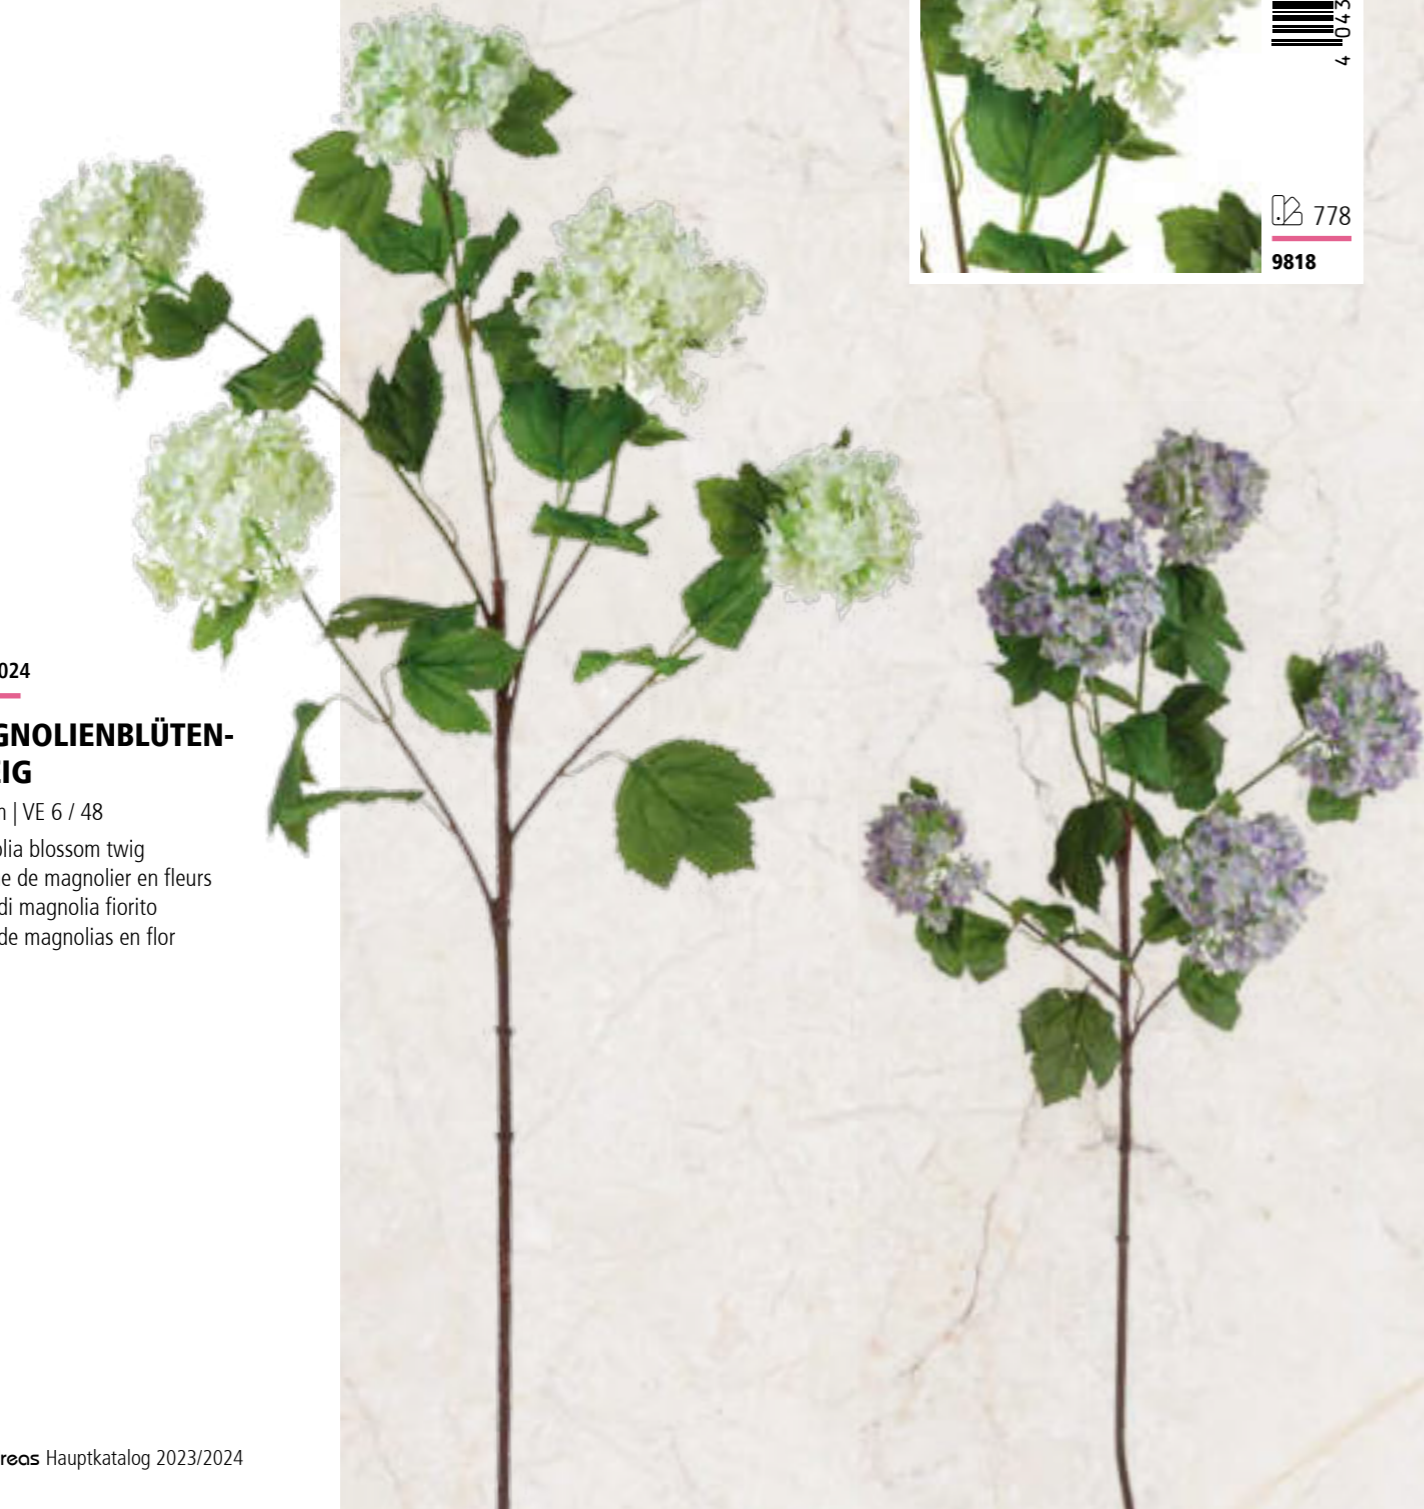 4 043
778
9818
024
GNOLIENBLÜTEN-
IG
| VE 6 / 48
lia blossom twig
e de magnolier en fleurs
di magnolia fiorito
de magnolias en flor
reas Hauptkatalog 2023/2024